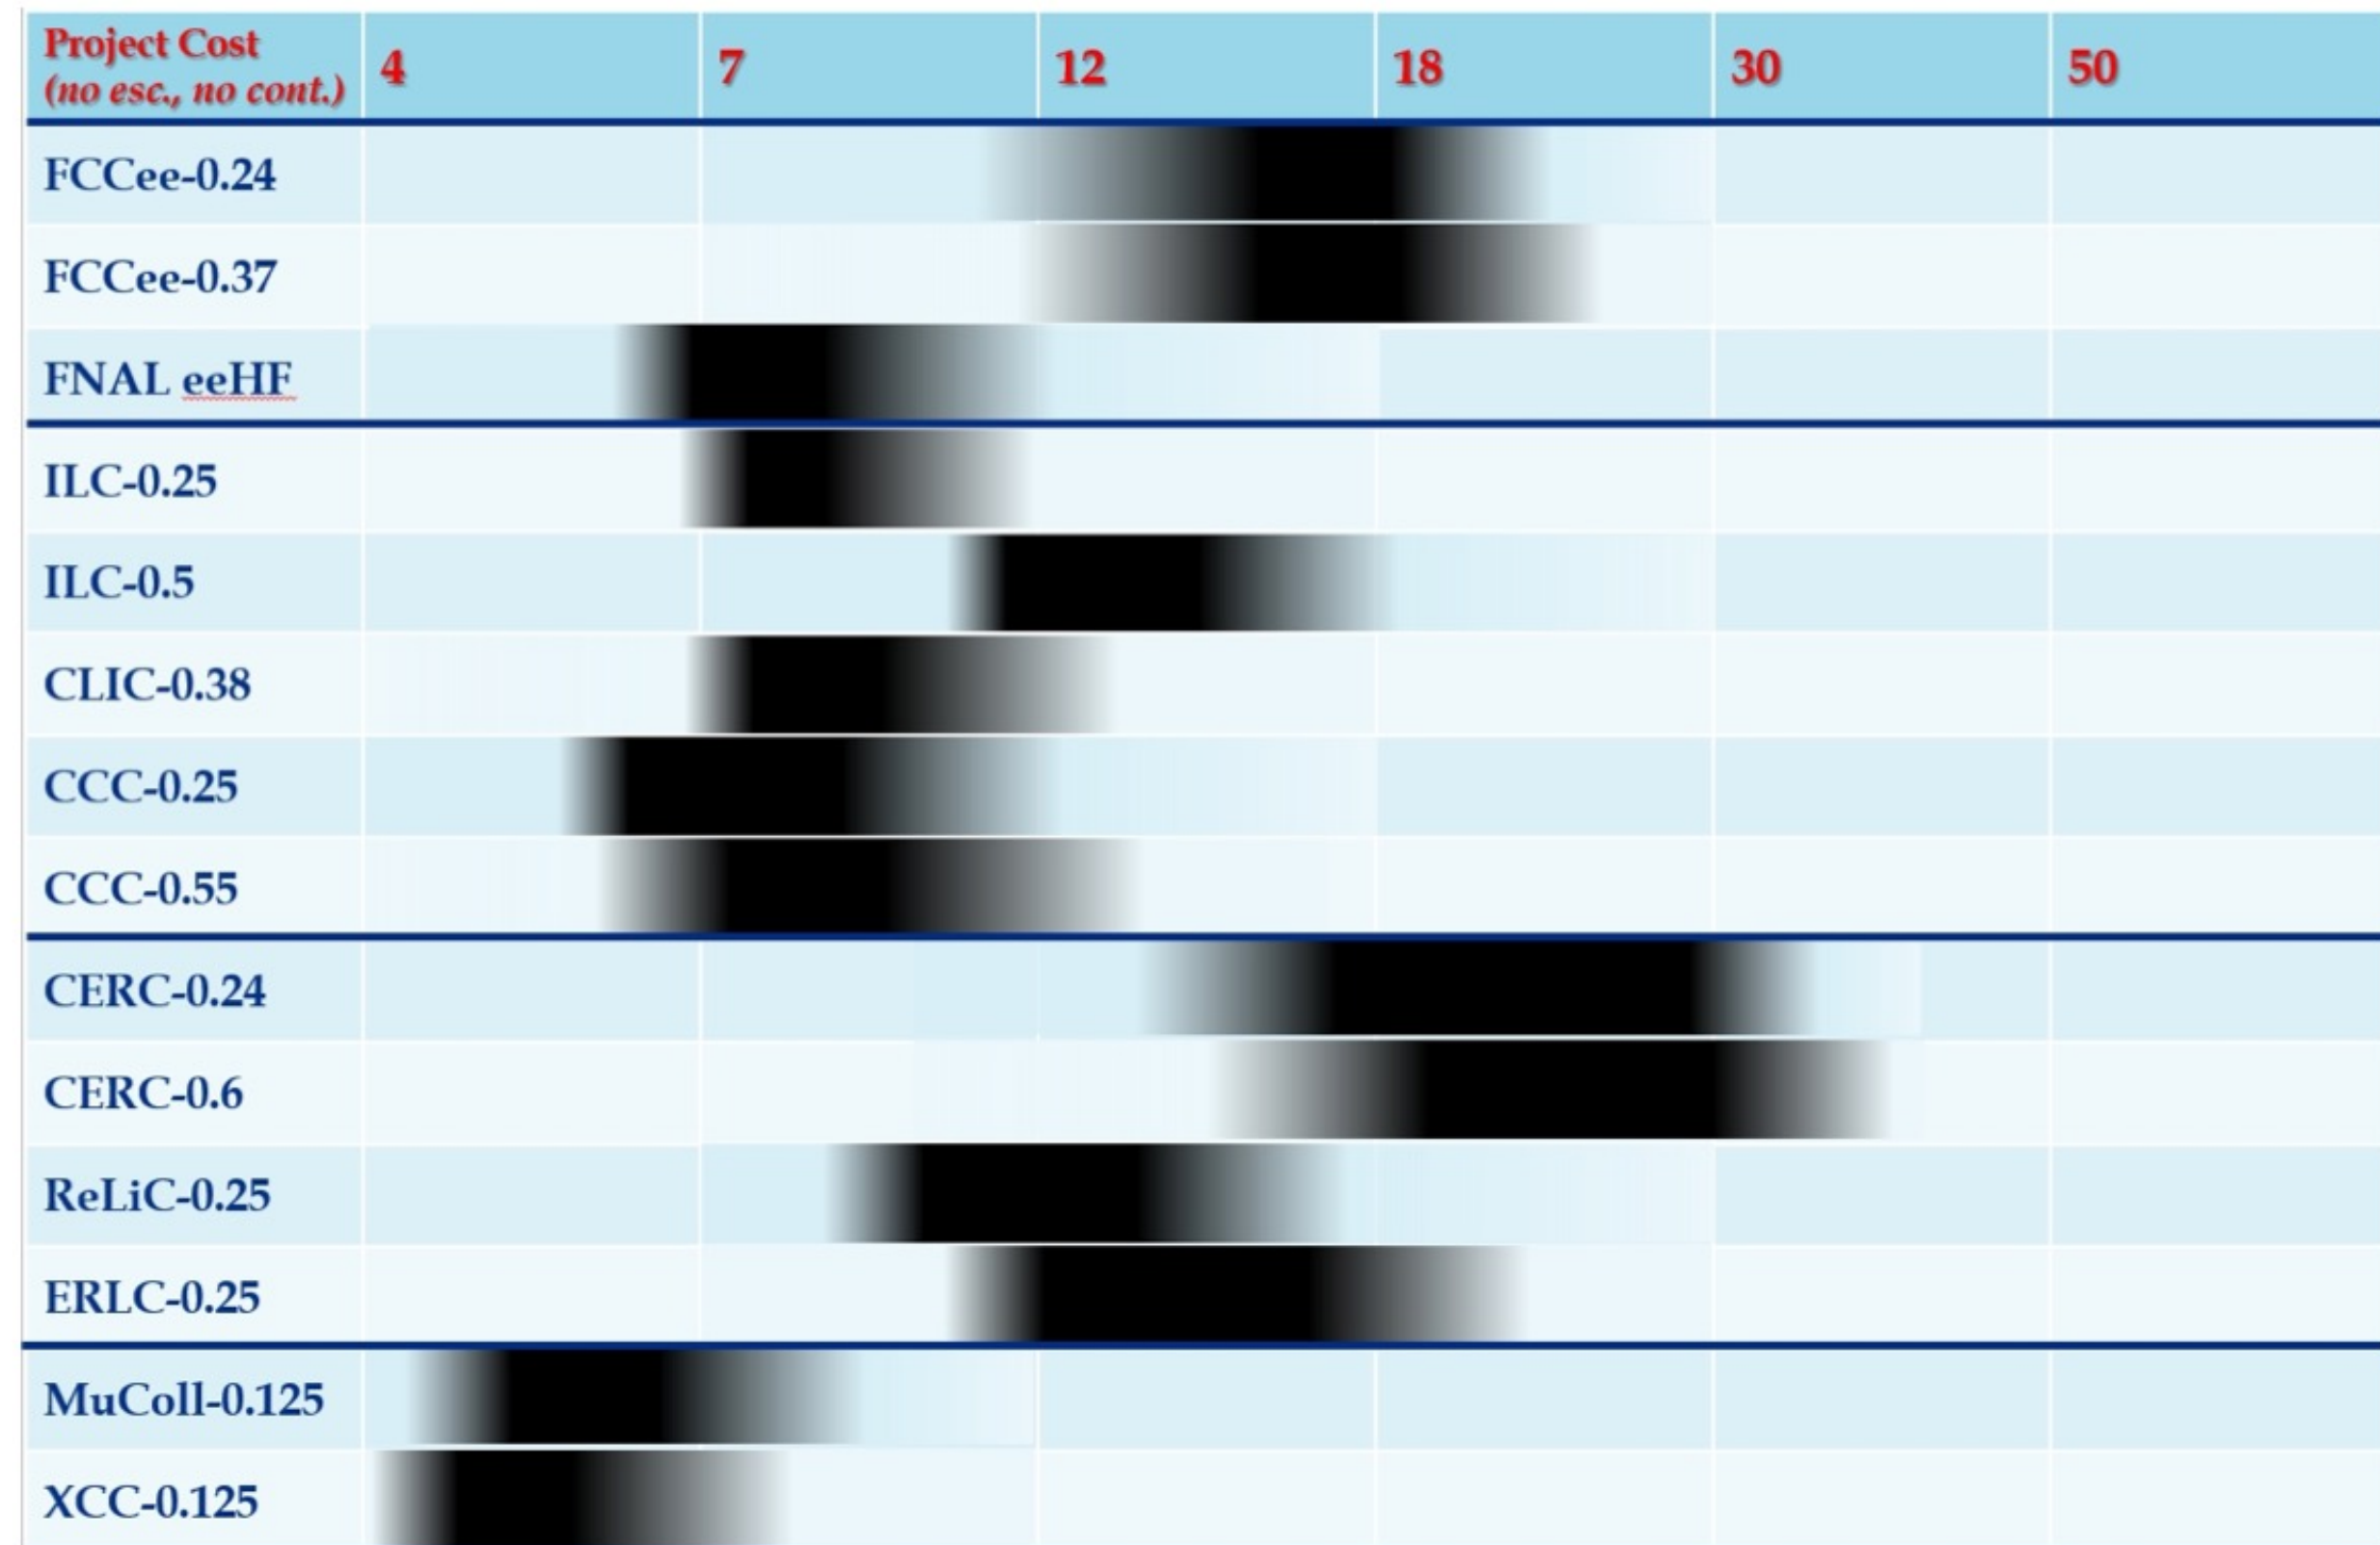 Project Cost
(no esc., no cont.)
4 7 12 18 30 50
FCCee-0.24
FCCee-0.37
FNAL eeHF
ILC-0.25
ILC-0.5
CLIC-0.38
CCC-0.25
CCC-0.55
CERC-0.24
CERC-0.6
ReLiC-0.25
ERLC-0.25
MuColl-0.125
XCC-0.125